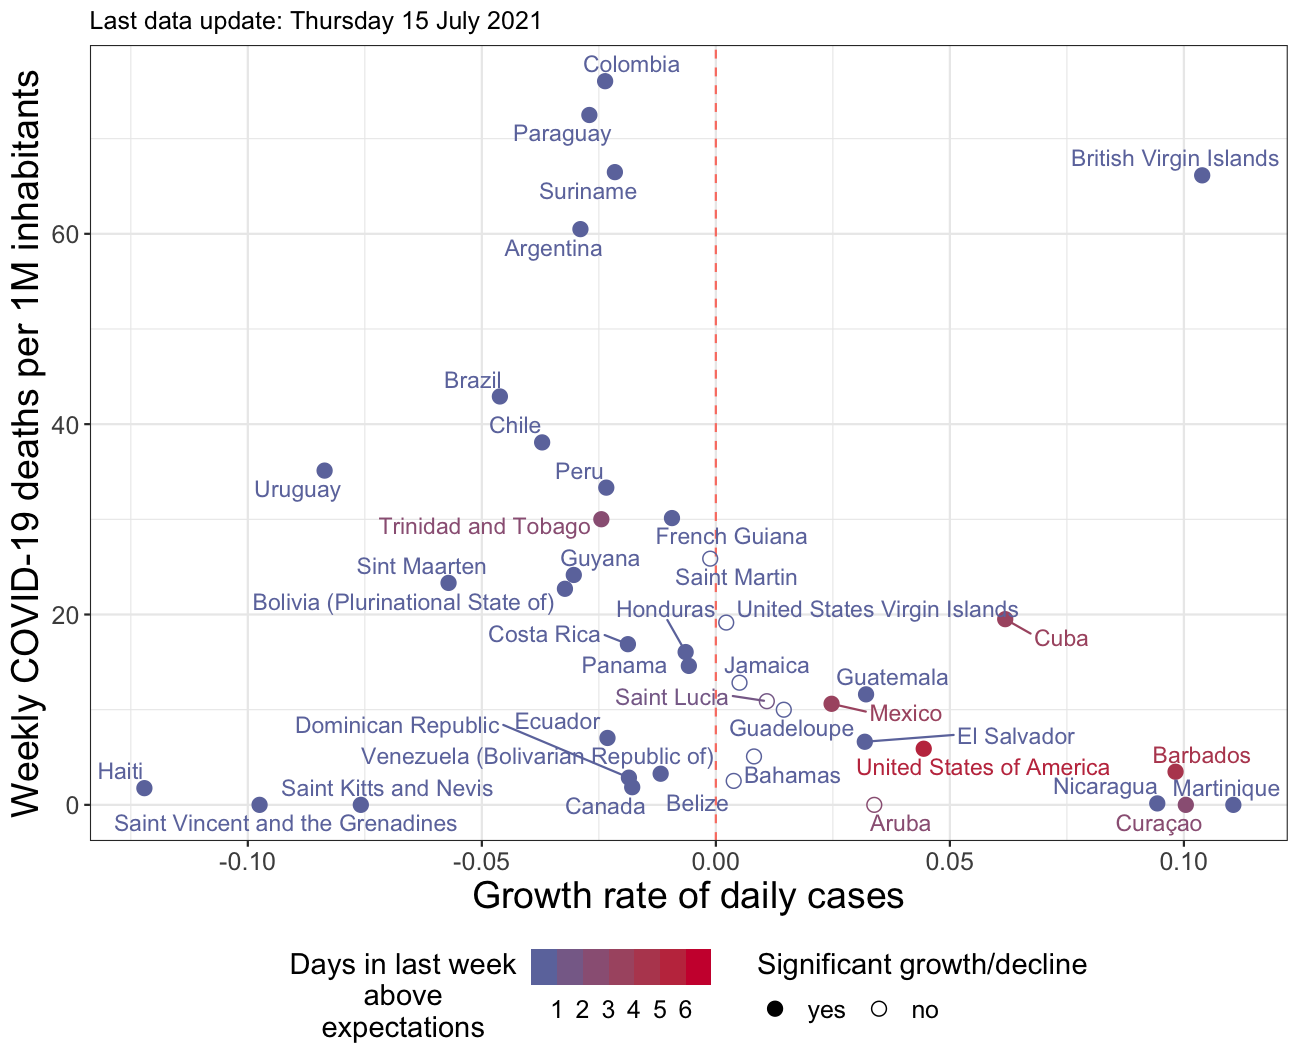 Last data update: Thursday 15 July 2021
Weekly COVID-19 deaths per 1M inhabitants
Colombia
Paraguay
British Virgin Islands
Suriname
60
Argentina
Brazil
40
Chile
Peru
Uruguay
Trinidad and Tobago
French Guiana
Guyana
Sint Maarten
Saint Martin
Bolivia (Plurinational State of)
20
Honduras
United States Virgin Islands
Costa Rica
Cuba
Panama
Jamaica
Guatemala
Saint Lucia
Mexico
Dominican Republic
Ecuador
Guadeloupe
El Salvador
Venezuela (Bolivarian Republic of)
Barbados
Haiti
United States of America
Bahamas
Saint Kitts and Nevis
Nicaragua
Martinique
0
Canada
Belize
Saint Vincent and the Grenadines
Aruba
Curaçao
-0.10 -0.05 0.00 0.05 0.10
Growth rate of daily cases
Days in last week
above
expectations
1 2 3 4 5 6
Significant growth/decline
yes no